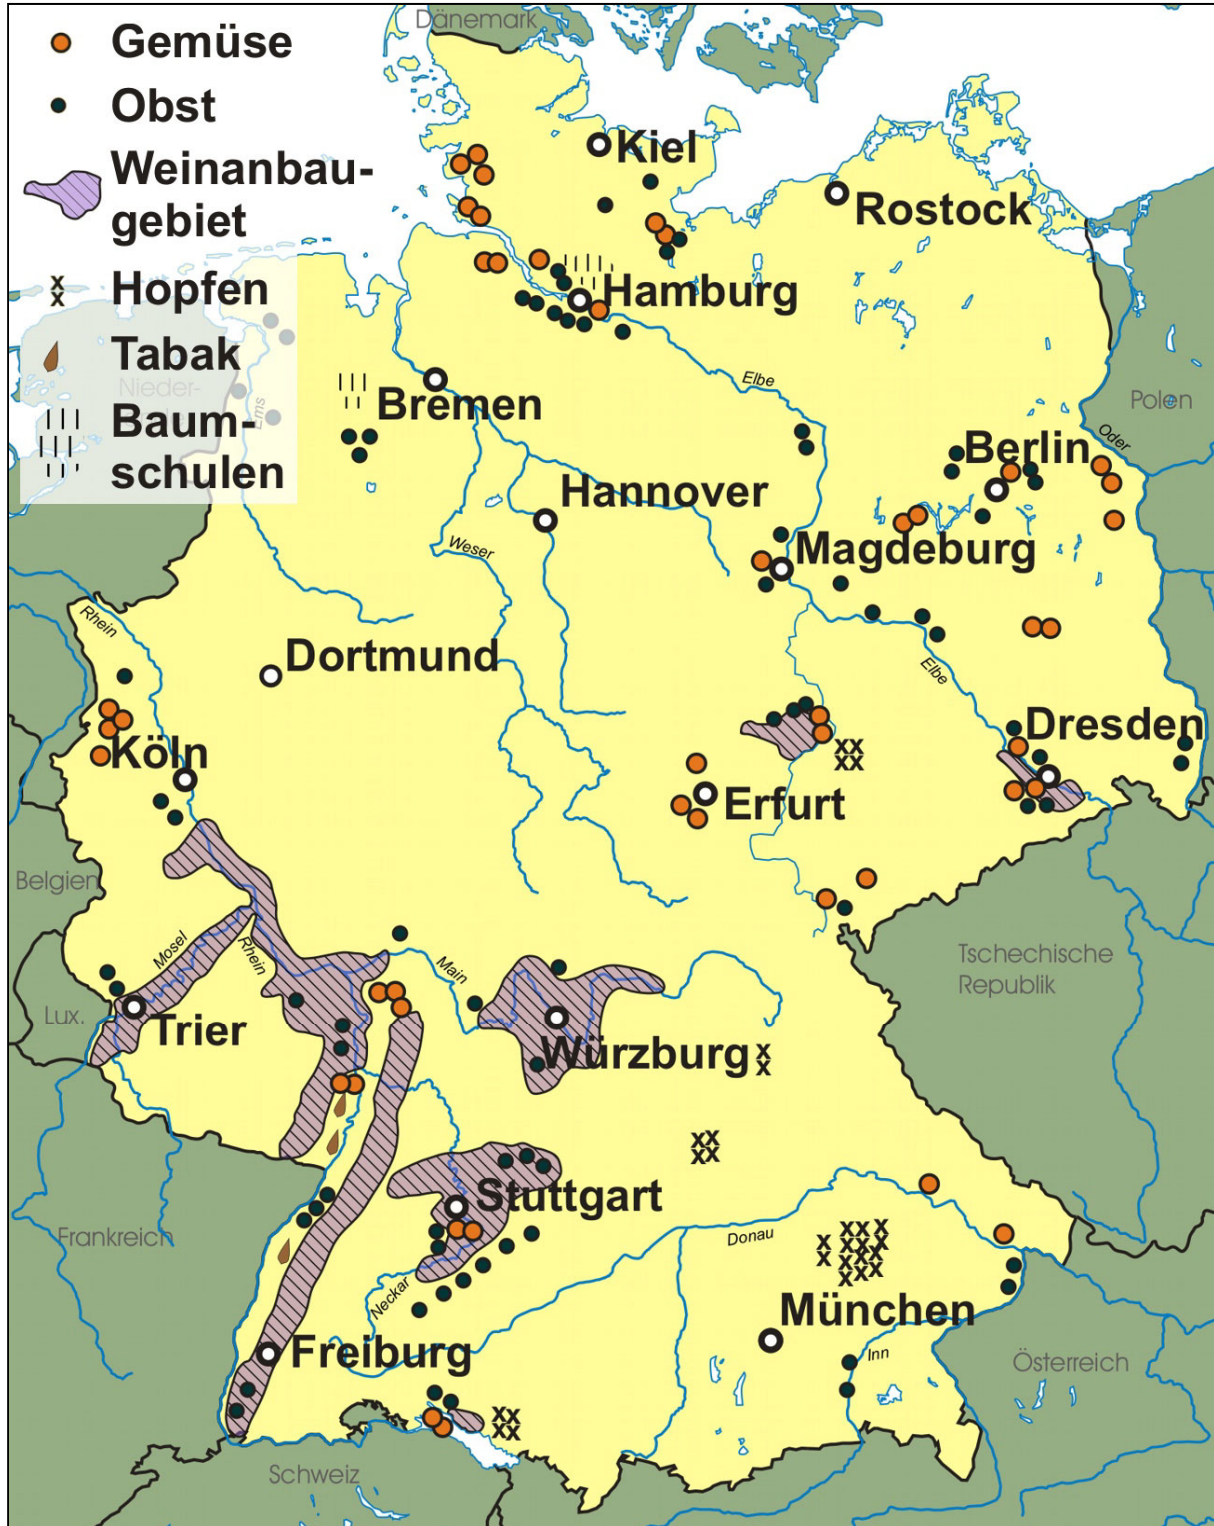 Dänemark
Gemüse
Obst
Weinanbau-
gebiet
Hopfen
Tabak
Baum-
schulen
Nieder-
Ems
Kiel
Rostock
Hamburg
Bremen
Elbe
Polen
Oder
Berlin
Hannover
Weser
Magdeburg
Rhein
Dortmund
Elbe
Dresden
Köln
Erfurt
Belgien
Mosel
Rhein
Main
Tschechische
Republik
Lux.
Trier
Würzburg
Stuttgart
Frankreich
Donau
Neckar
München
Freiburg
Inn
Österreich
Schweiz